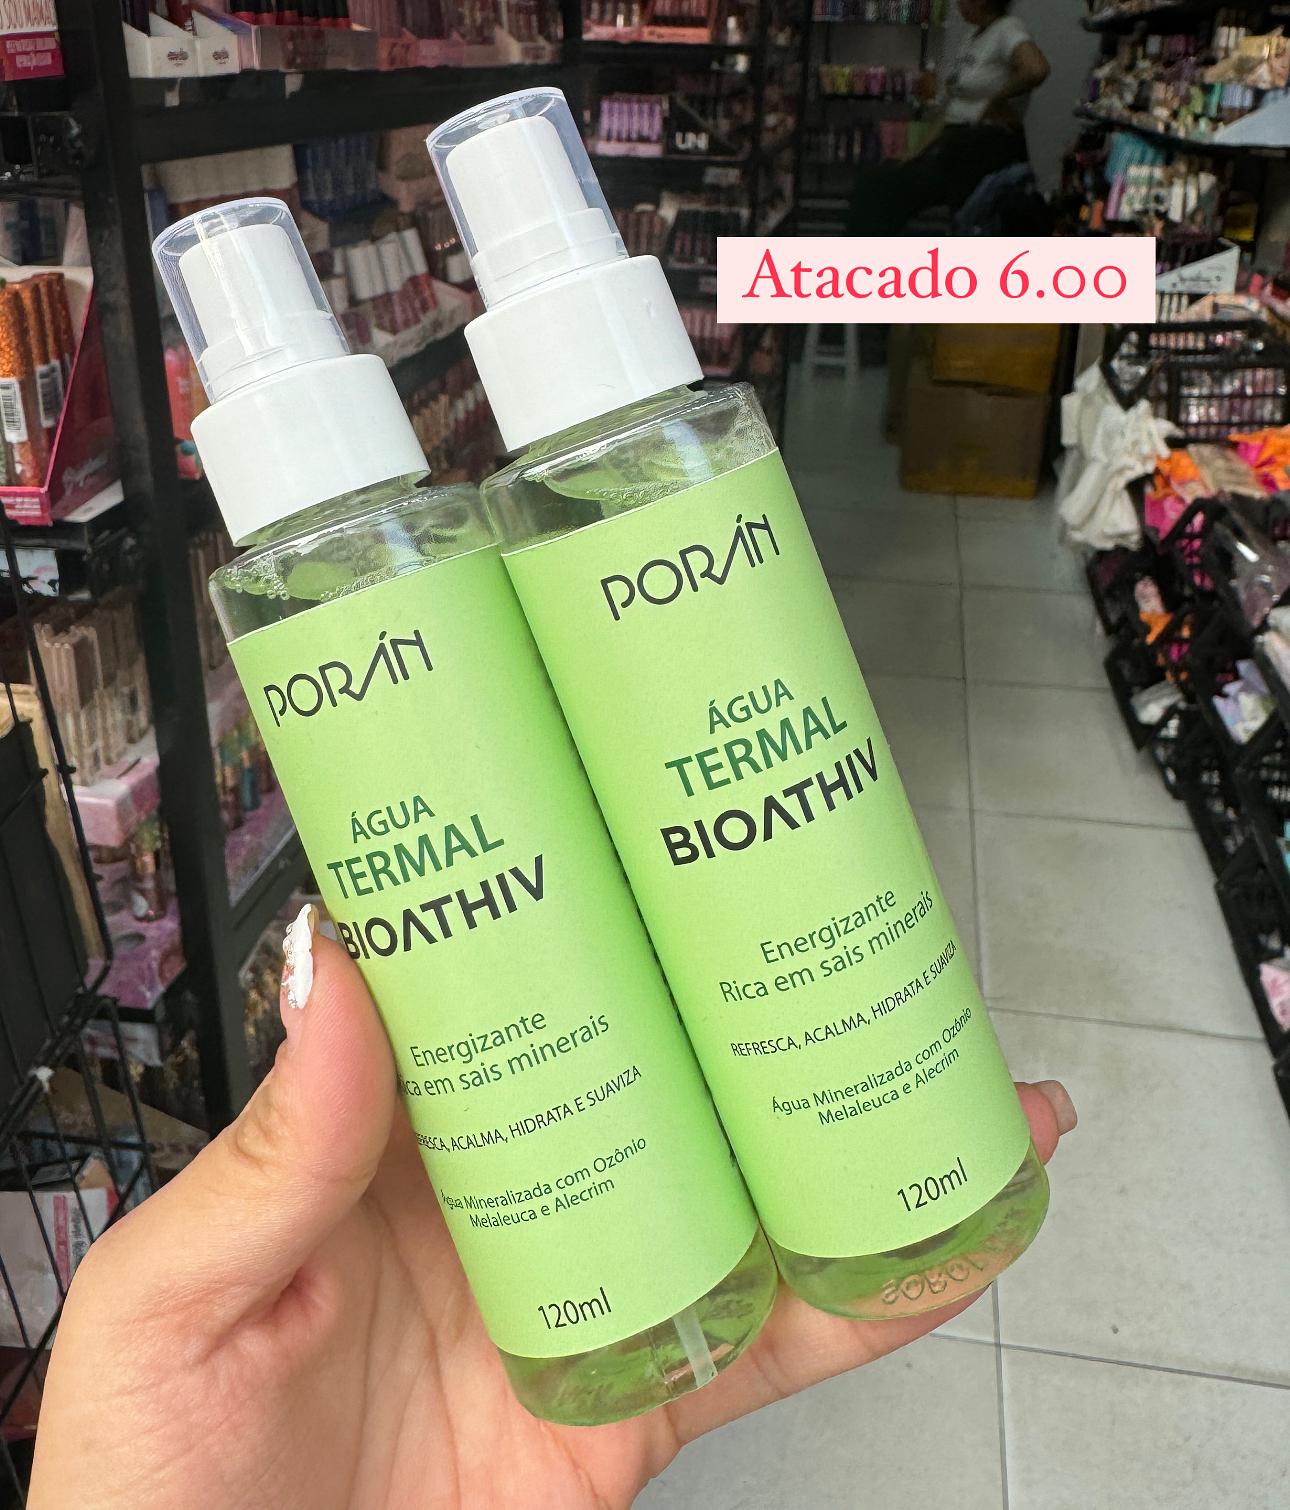 Atacado 6.00
UNI
PORÁN
ÁGUA
TERMAL
BIOATHIV
Energizante
Rica em sais minerais
REFRESCA, ACALMA, HIDRATA E SUAVIZA
Água Mineralizada com Ozônio
Melaleuca e Alecrim
120ml
PORÁN
ÁGUA
TERMAL
BIOATHIV
Energizante
Rica em sais minerais
REFRESCA, ACALMA, HIDRATA E SUAVIZA
Água Mineralizada com Ozônio
Melaleuca e Alecrim
120ml